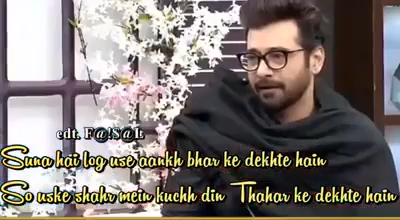 edt. F@!S@L
Suna hai log use aankh bhar ke dekhte hain
So uske shahr mein kuchh din Thahar ke dekhte hain